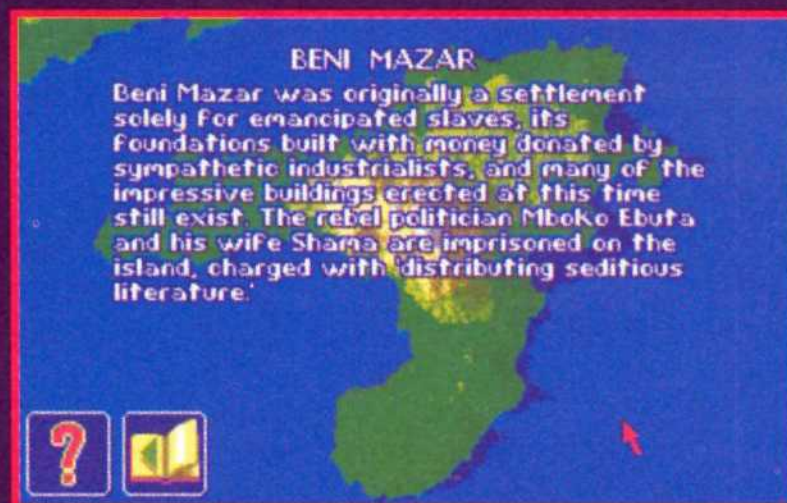 BENI MAZAR
Beni Mazar was originally a settlement
solely for emancipated slaves, its
foundations built with money donated by
sympathetic industrialists, and many of the
impressive buildings erected at this time
still exist. The rebel politician Mboko Ebuta
and his wife Shama are imprisoned on the
island, charged with 'distributing seditious
literature.'
?